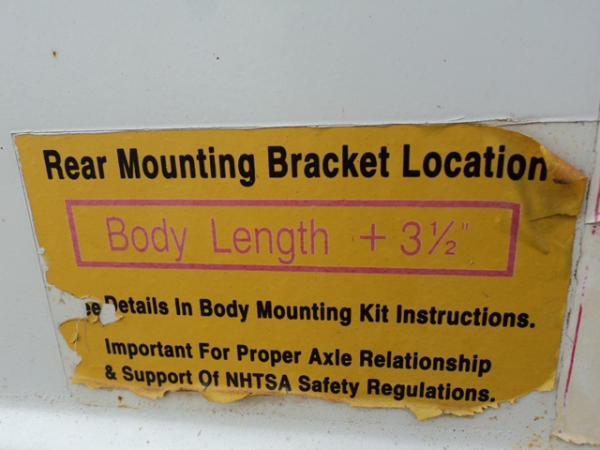 Rear Mounting Bracket Location
Body Length + 3½"
ee Details In Body Mounting Kit Instructions.
Important For Proper Axle Relationship
& Support Of NHTSA Safety Regulations.